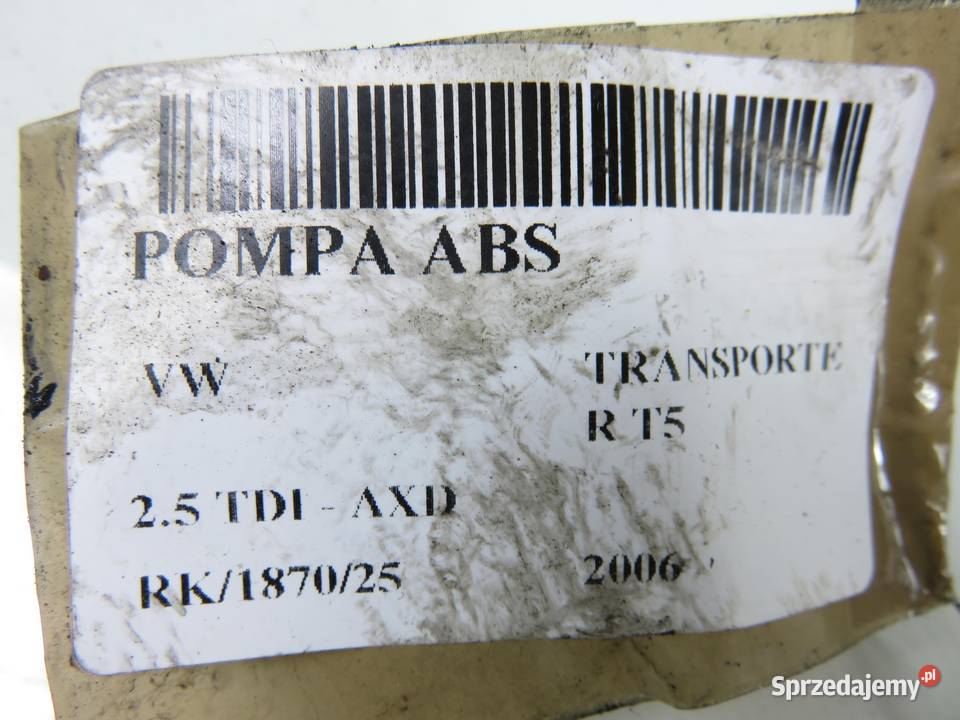 POMPA ABS
VW
TRANSPORTE
R T5
2.5 TDI - AXD
RK/1870/25
2006
Sprzedajemy.pl